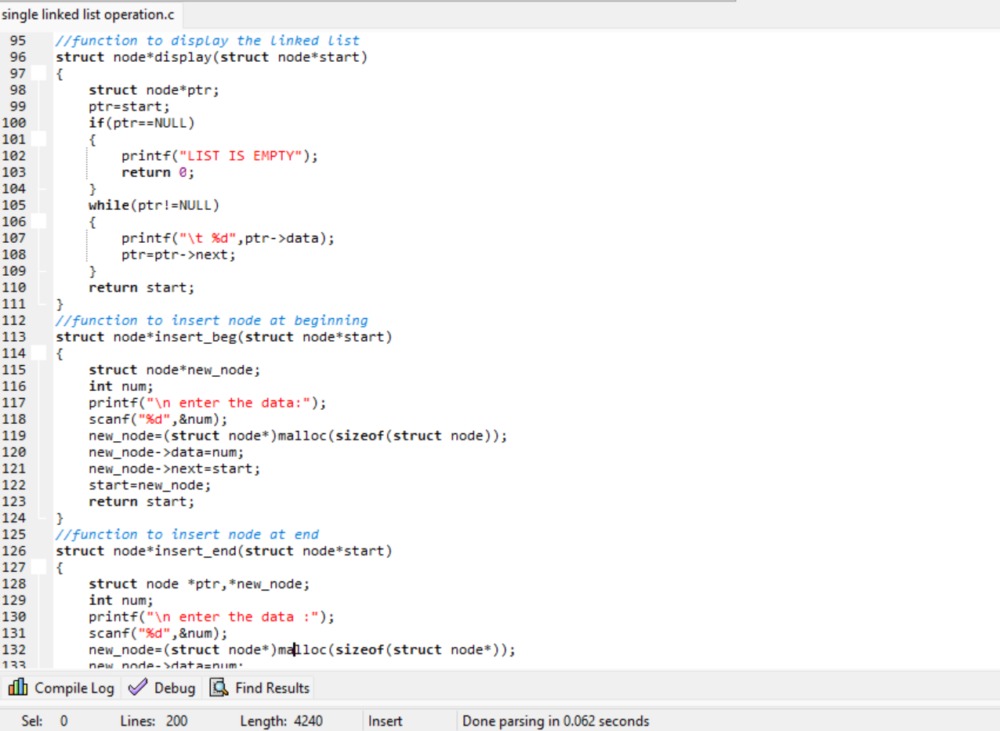 single linked list operation.c
95 //function to display the linked list
96 struct node*display(struct node*start)
97 {
98 struct node*ptr;
99 ptr=start;
100 if(ptr==NULL)
101 {
102 printf("LIST IS EMPTY");
103 return 0;
104 }
105 while(ptr!=NULL)
106 {
107 printf("\t %d",ptr->data);
108 ptr=ptr->next;
109 }
110 return start;
111 }
112 //function to insert node at beginning
113 struct node*insert_beg(struct node*start)
114 {
115 struct node*new_node;
116 int num;
117 printf("\n enter the data:");
118 scanf("%d",&num);
119 new_node=(struct node*)malloc(sizeof(struct node));
120 new_node->data=num;
121 new_node->next=start;
122 start=new_node;
123 return start;
124 }
125 //function to insert node at end
126 struct node*insert_end(struct node*start)
127 {
128 struct node *ptr,*new_node;
129 int num;
130 printf("\n enter the data :");
131 scanf("%d",&num);
132 new_node=(struct node*)malloc(sizeof(struct node*));
133 new_node->data=num;
Compile Log Debug Find Results
Sel: 0 Lines: 200 Length: 4240 Insert Done parsing in 0.062 seconds